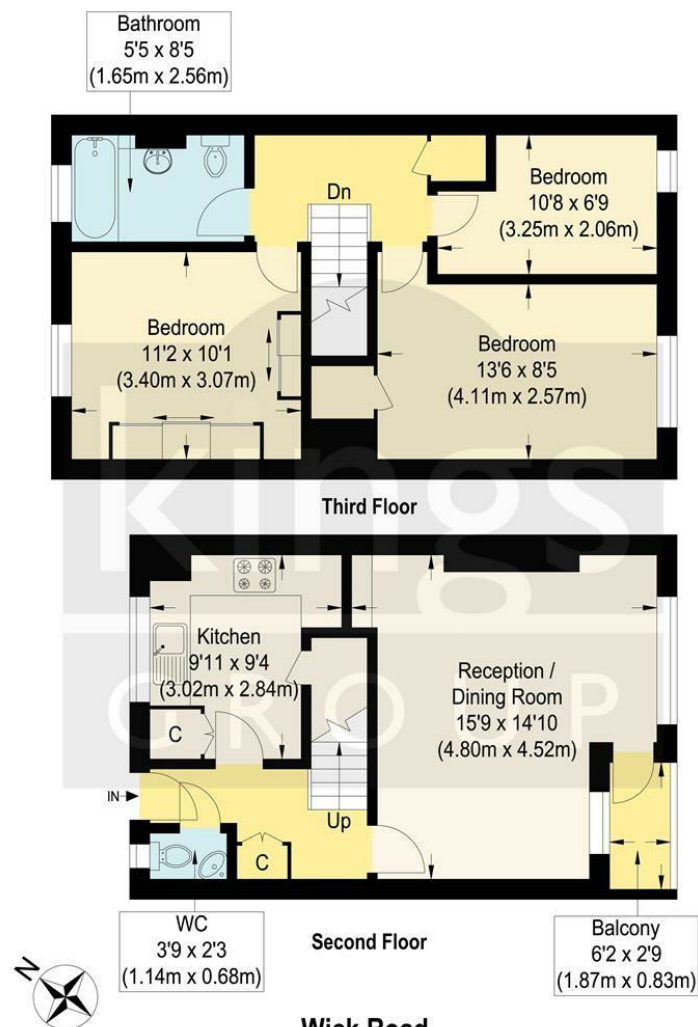 Bathroom
5'5 x 8'5
(1.65m x 2.56m)
Dn
Bedroom
10'8 x 6'9
(3.25m x 2.06m)
Bedroom
11'2 x 10'1
(3.40m x 3.07m)
Bedroom
13'6 x 8'5
(4.11m x 2.57m)
kings
GROUP
Third Floor
Kitchen
9'11 x 9'4
(3.02m x 2.84m)
Reception /
Dining Room
15'9 x 14'10
(4.80m x 4.52m)
C
IN
Up
C
WC
3'9 x 2'3
(1.14m x 0.68m)
Second Floor
Balcony
6'2 x 2'9
(1.87m x 0.83m)
N
Wick Road